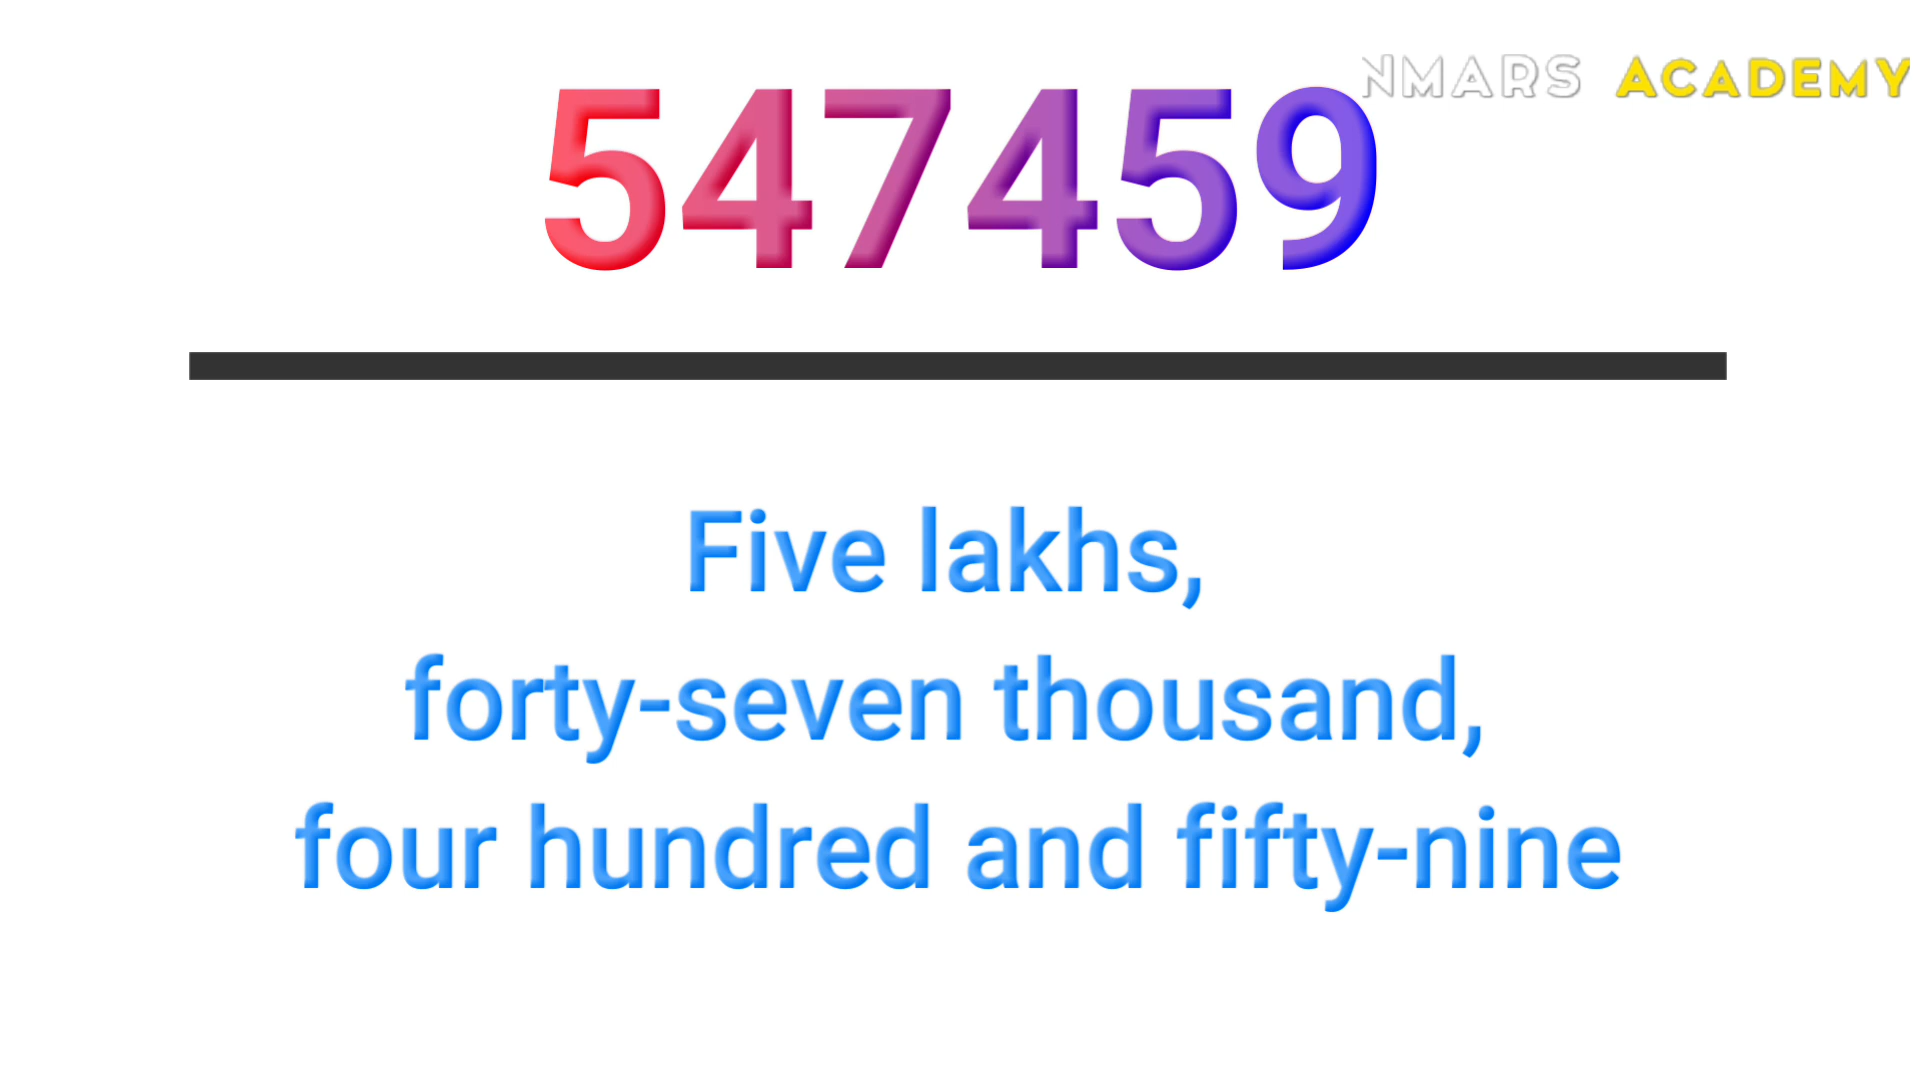 NMARS ACADEMY
547459
Five lakhs,
forty-seven thousand,
four hundred and fifty-nine